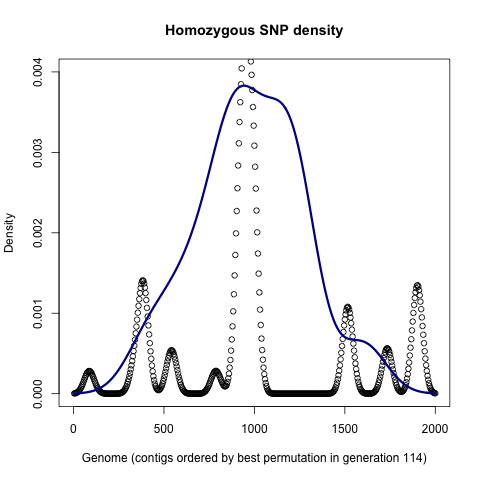 Homozygous SNP density
Density
0.004
0.003
0.002
0.001
0.000
0 500 1000 1500 2000
Genome (contigs ordered by best permutation in generation 114)